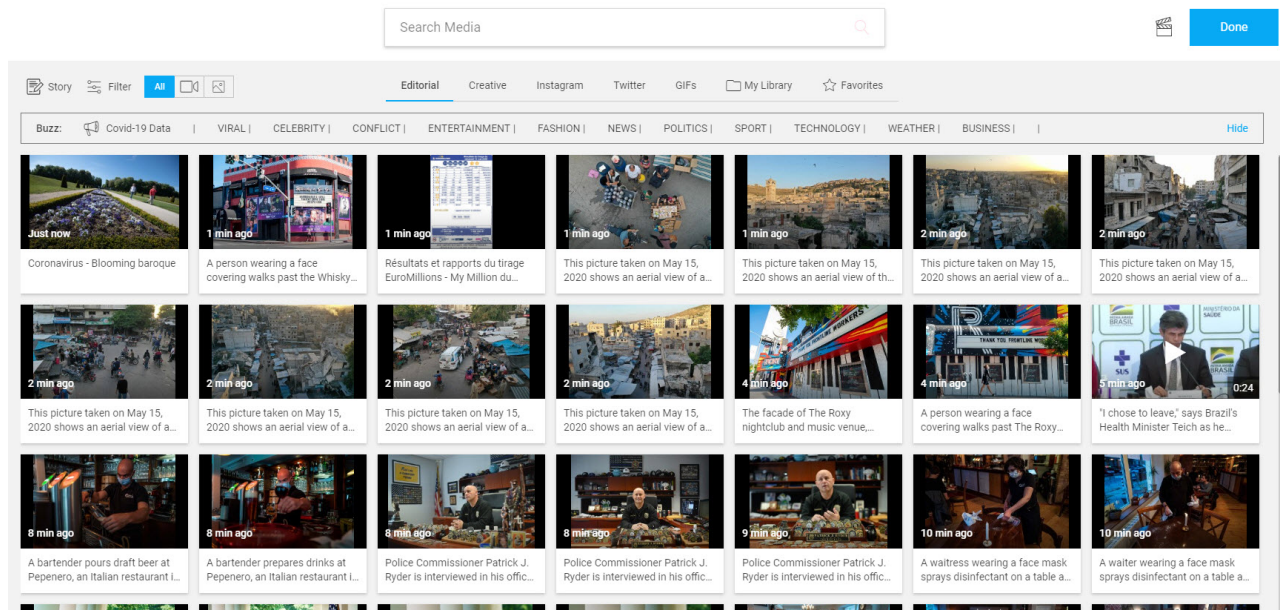 Search Media
Done
Story
Filter
All
Editorial
Creative
Instagram
Twitter
GIFs
My Library
Favorites
Buzz:
Covid-19 Data
|
VIRAL |
CELEBRITY |
CONFLICT |
ENTERTAINMENT |
FASHION |
NEWS |
POLITICS |
SPORT |
TECHNOLOGY |
WEATHER |
BUSINESS |
|
Hide
Just now
Coronavirus - Blooming baroque
1 min ago
A person wearing a face
covering walks past the Whisky...
1 min ago
Résultats et rapports du tirage
EuroMillions - My Million du...
1 min ago
This picture taken on May 15,
2020 shows an aerial view of a...
1 min ago
This picture taken on May 15,
2020 shows an aerial view of th...
2 min ago
This picture taken on May 15,
2020 shows an aerial view of a...
2 min ago
This picture taken on May 15,
2020 shows an aerial view of a...
2 min ago
This picture taken on May 15,
2020 shows an aerial view of a...
2 min ago
This picture taken on May 15,
2020 shows an aerial view of a...
2 min ago
This picture taken on May 15,
2020 shows an aerial view of a...
2 min ago
This picture taken on May 15,
2020 shows an aerial view of a...
FRONTLINE WORKERS
4 min ago
The facade of The Roxy
nightclub and music venue,...
THANK YOU FRONTLINE
4 min ago
A person wearing a face
covering walks past The Roxy...
MINISTÉRIO DA
SAÚDE
BRASIL
SUS
BRASIL
5 min ago
0:24
"I chose to leave," says Brazil's
Health Minister Teich as he...
8 min ago
A bartender pours draft beer at
Pepenero, an Italian restaurant i...
8 min ago
A bartender prepares drinks at
Pepenero, an Italian restaurant i...
8 min ago
Police Commissioner Patrick J.
Ryder is interviewed in his offic...
8 min ago
Police Commissioner Patrick J.
Ryder is interviewed in his offic...
9 min ago
Police Commissioner Patrick J.
Ryder is interviewed in his offic...
10 min ago
A waitress wearing a face mask
sprays disinfectant on a table a...
10 min ago
A waiter wearing a face mask
sprays disinfectant on a table a...